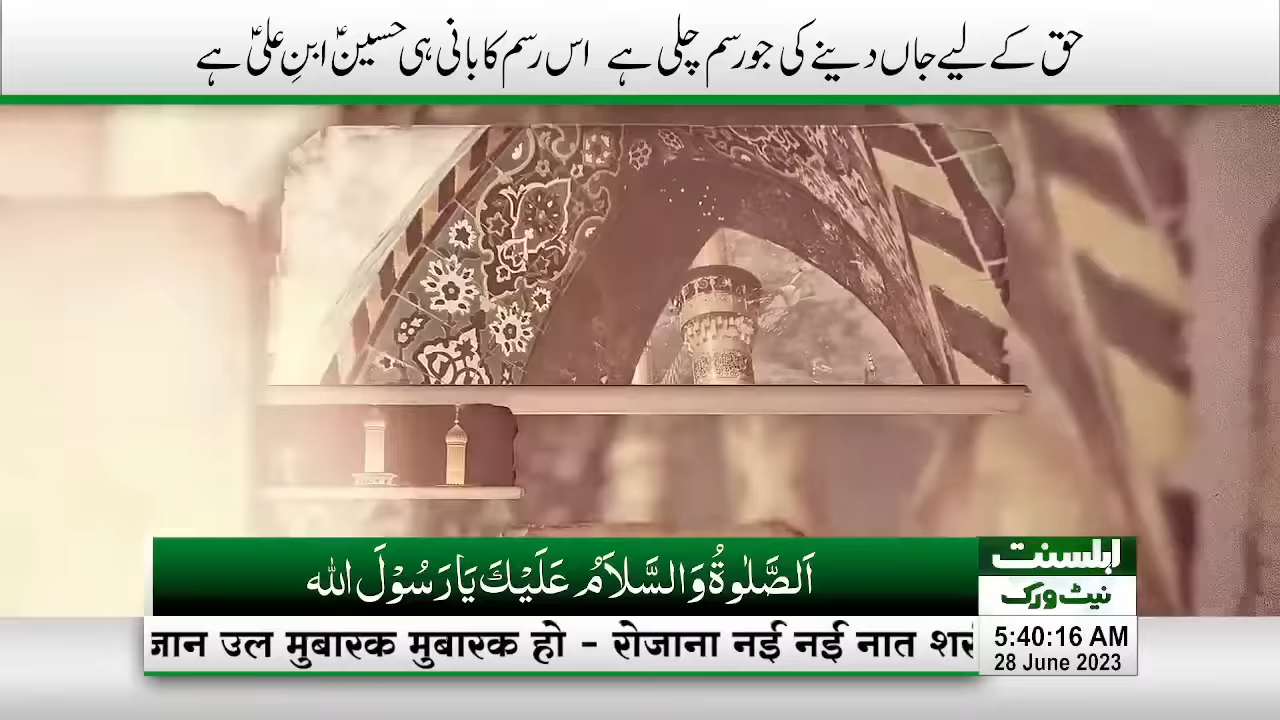 حق کے لیے جاں دینے کی جو رسم چلی ہے اس رسم کا بانی ہی حسینؑ ابنِ علیؑ ہے
اَلصَّلٰوةُ وَالسَّلَامُ عَلَیْكَ یَارَسُوْلَ اللہ
اہلسنت
نیٹ ورک
जान उल मुबारक मुबारक हो - रोजाना नई नई नात
5:40:16 AM
28 June 2023